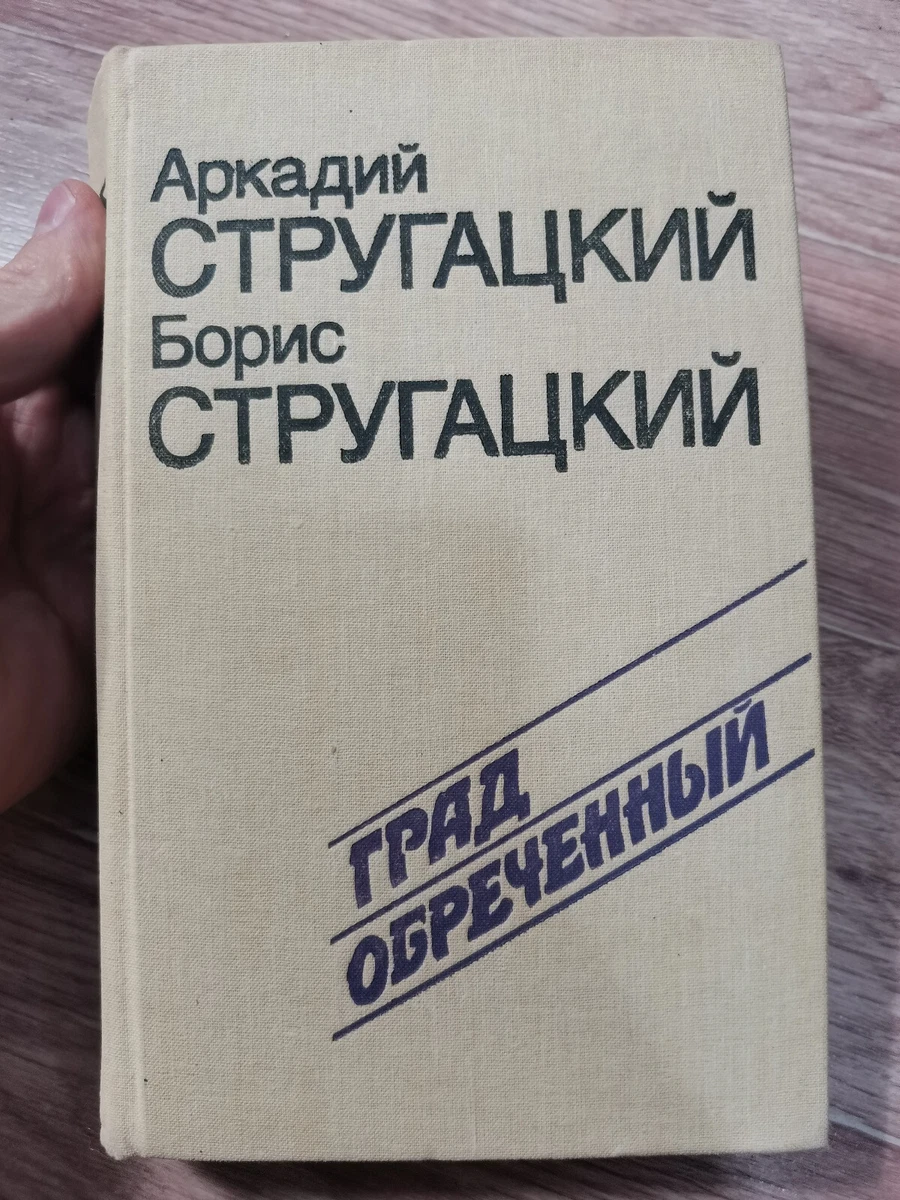 Аркадий
СТРУГАЦКИЙ
Борис
СТРУГАЦКИЙ
ГРАД
ОБРЕЧЕННЫЙ